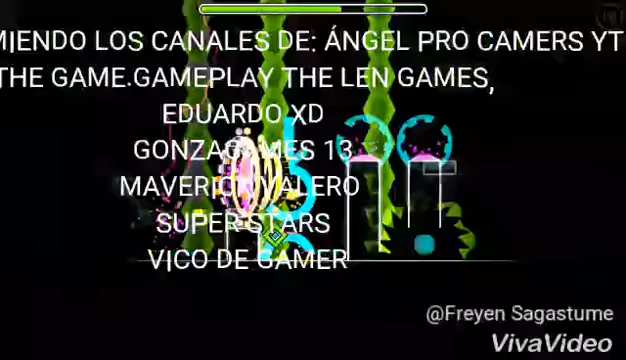 MIENDO LOS CANALES DE: ÁNGEL PRO CAMERS YT
THE GAME.GAMEPLAY THE LEN GAMES,
EDUARDO XD
GONZAGAMES 13
MAVERICK VALERO
SUPER STARS
VICO DE GAMER
@Freyen Sagastume
VivaVideo